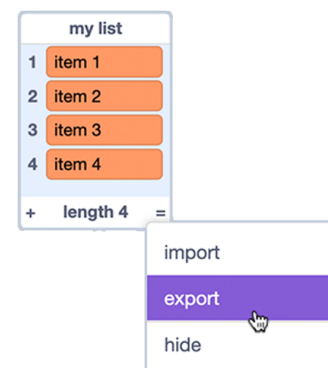 my list
1 item 1
2 item 2
3 item 3
4 item 4
+ length 4 =
import
export
hide